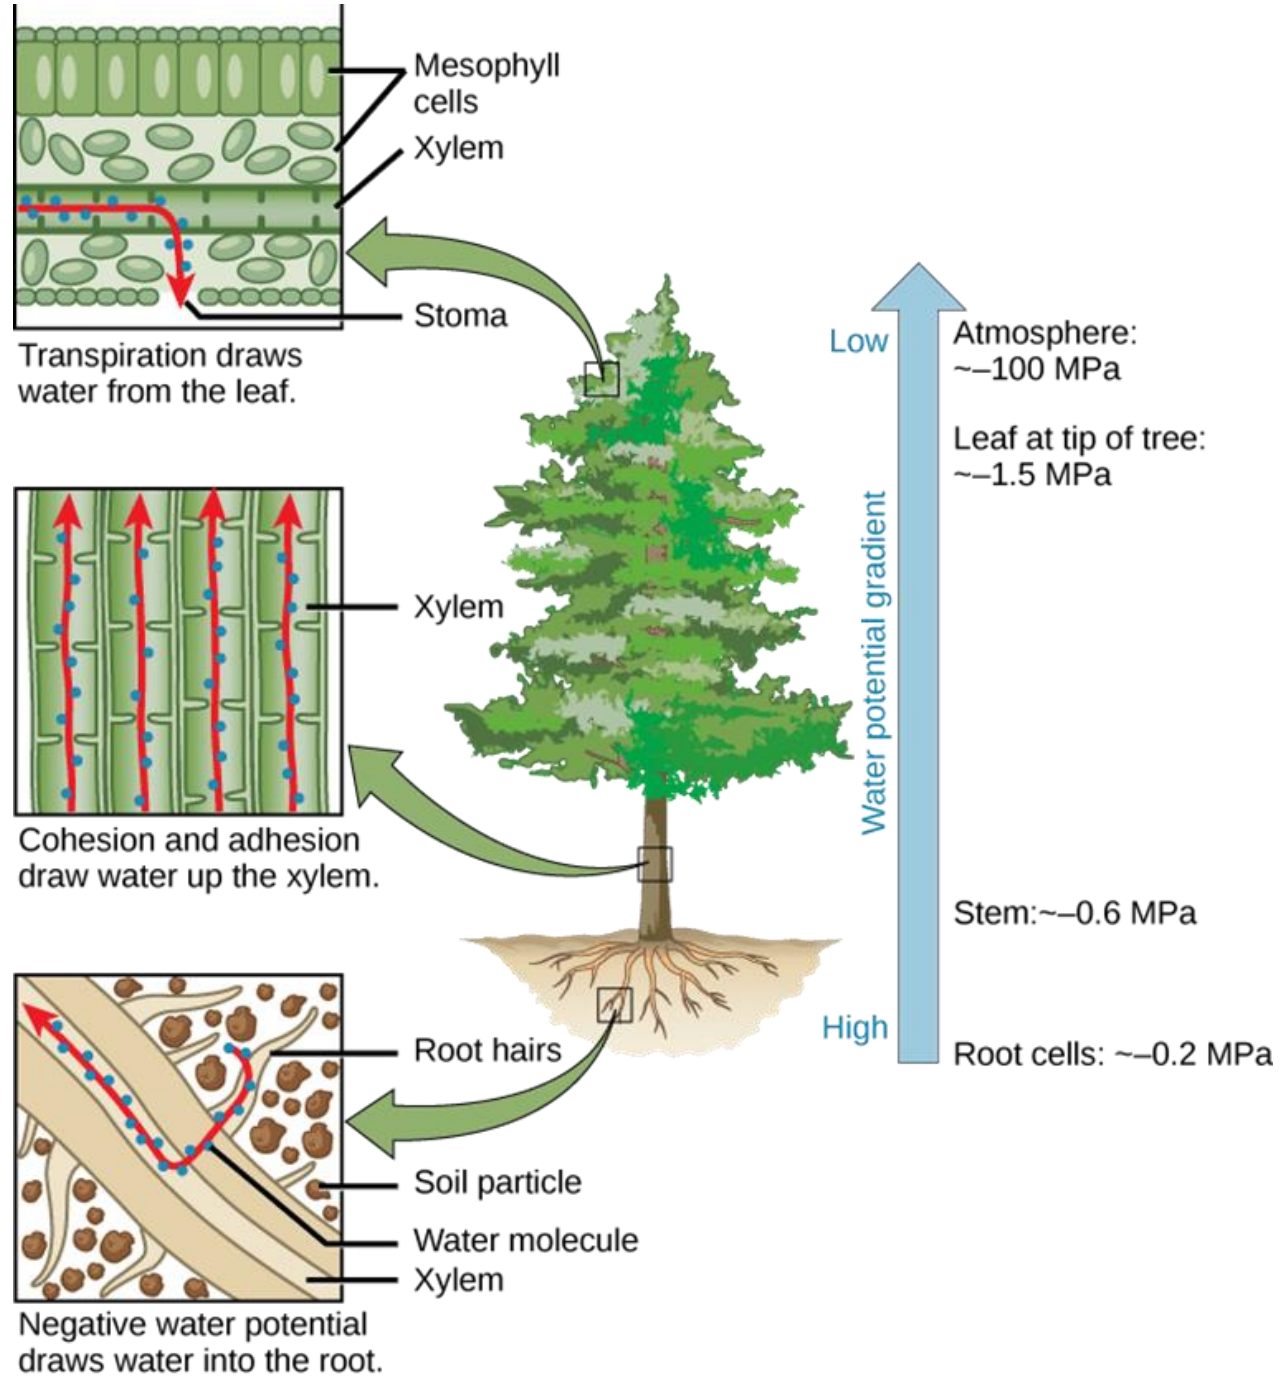 Mesophyll
cells
Xylem
Stoma
Transpiration draws
water from the leaf.
Xylem
Cohesion and adhesion
draw water up the xylem.
Root hairs
Soil particle
Water molecule
Xylem
Negative water potential
draws water into the root.
Low
Water potential gradient
High
Atmosphere:
~–100 MPa
Leaf at tip of tree:
~–1.5 MPa
Stem:~–0.6 MPa
Root cells: ~–0.2 MPa